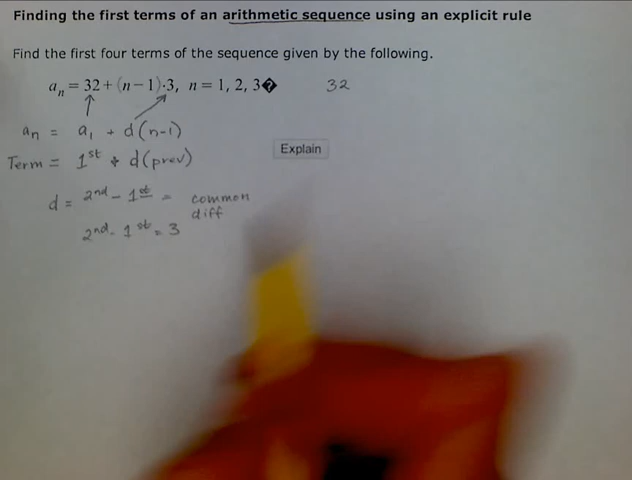 Finding the first terms of an arithmetic sequence using an explicit rule
Find the first four terms of the sequence given by the following.
aₙ = 32 + (n−1)·3, n = 1, 2, 3� 32
aₙ = a₁ + d(n-1)
Term = 1st + d(prev)
Explain
d = 2nd - 1st = common
diff
2nd - 1st = 3